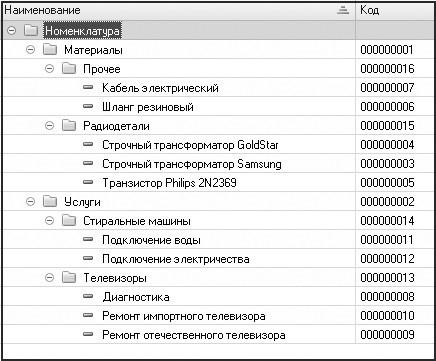 Наименование Код
Номенклатура
Материалы 000000001
Прочее 000000016
Кабель электрический 000000007
Шланг резиновый 000000006
Радиодетали 000000015
Строчный трансформатор GoldStar 000000004
Строчный трансформатор Samsung 000000003
Транзистор Philips 2N2369 000000005
Услуги 000000002
Стиральные машины 000000014
Подключение воды 000000011
Подключение электричества 000000012
Телевизоры 000000013
Диагностика 000000008
Ремонт импортного телевизора 000000010
Ремонт отечественного телевизора 000000009